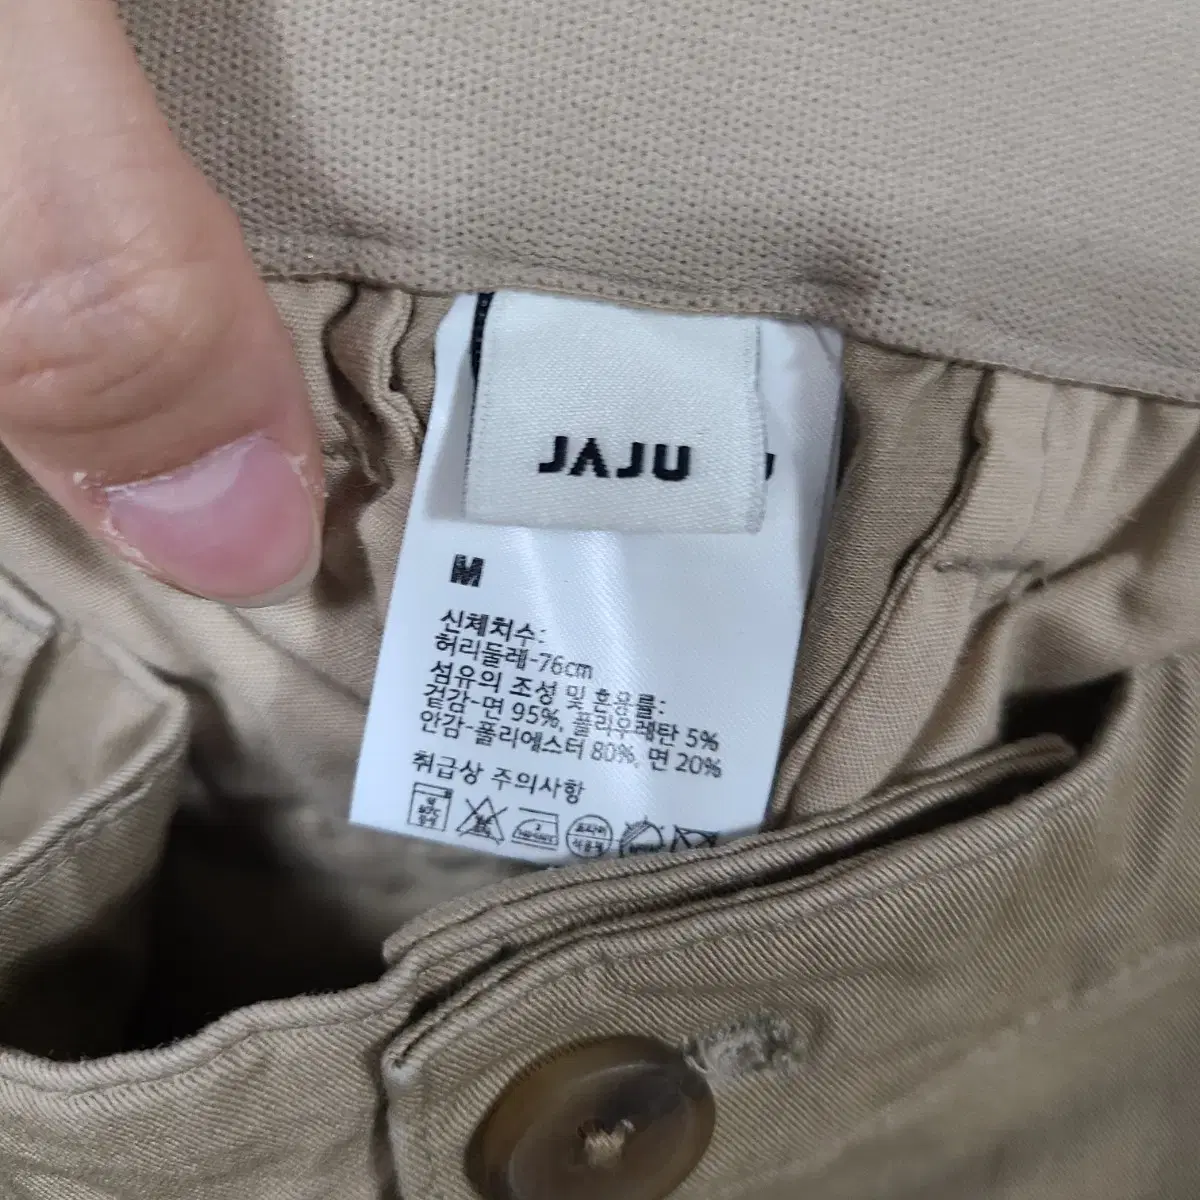 JAJU
M
신체치수:
허리둘레-76cm
섬유의 조성 및 혼용률:
겉감-면 95%, 폴리우레탄 5%
안감-폴리에스터 80%, 면 20%
취급상 주의사항